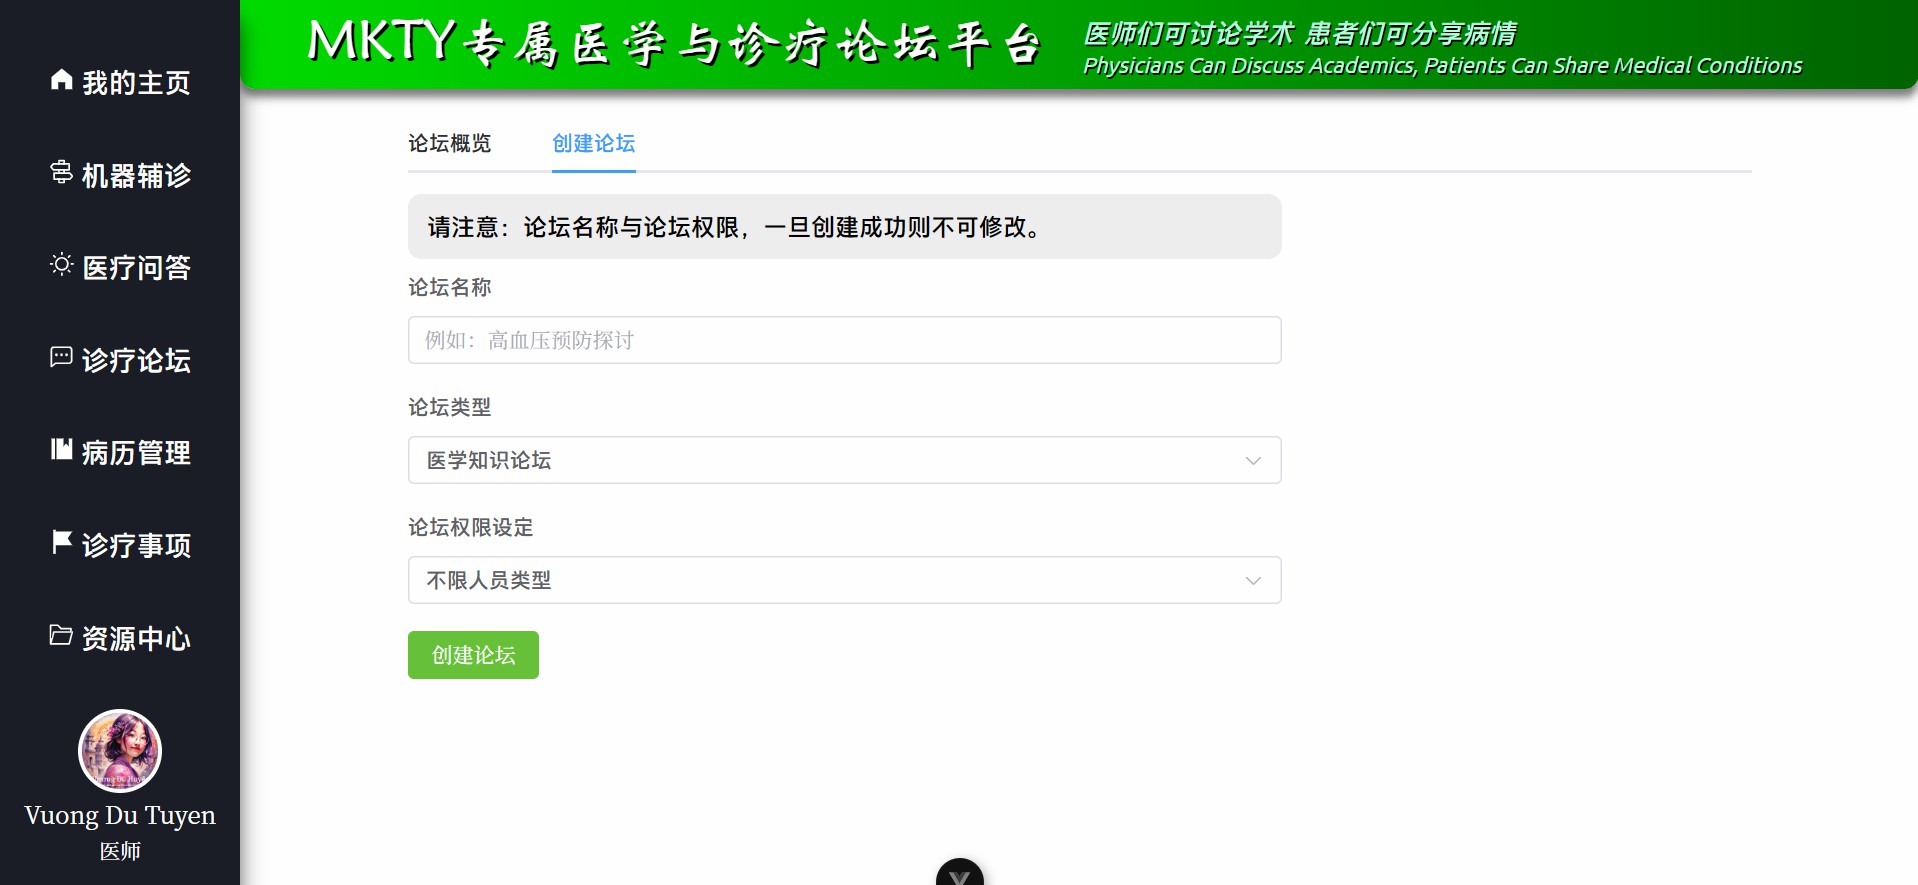 我的主页
机器辅诊
医疗问答
诊疗论坛
病历管理
诊疗事项
资源中心
Vuong Du Tuyen
医师
MKTY专属医学与诊疗论坛平台
医师们可讨论学术 患者们可分享病情
Physicians Can Discuss Academics, Patients Can Share Medical Conditions
论坛概览
创建论坛
请注意：论坛名称与论坛权限，一旦创建成功则不可修改。
论坛名称
例如：高血压预防探讨
论坛类型
医学知识论坛
论坛权限设定
不限人员类型
创建论坛